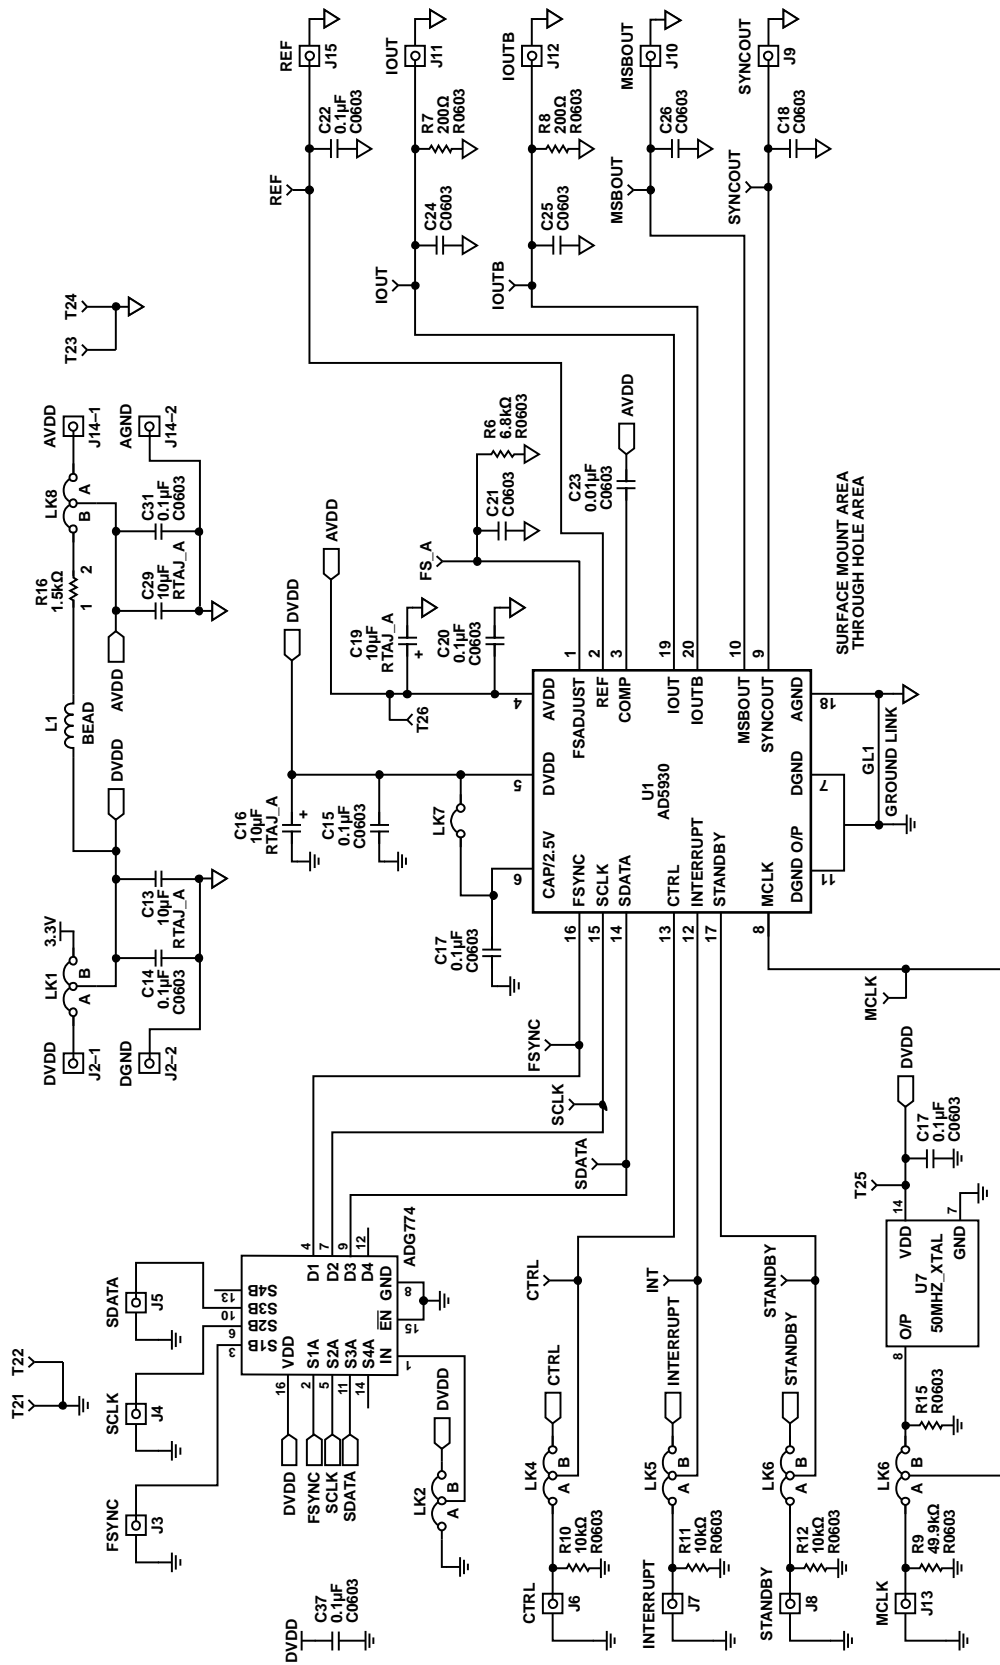 FSYNC
J3
SCLK
J4
SDATA
J5
T21
T22
DVDD
J2–1
DGND
J2–2
LK1
A
B
3.3V
C14
0.1µF
C0603
C13
10µF
RTAJ_A
DVDD
L1
BEAD
AVDD
R16
1.5kΩ
1
2
LK8
B
A
C29
10µF
RTAJ_A
C31
0.1µF
C0603
AVDD
J14–1
AGND
J14–2
T23
T24
DVDD
C37
0.1µF
C0603
DVDD
FSYNC
SCLK
SDATA
16
2
5
11
14
VDD
S1A
S2A
S3A
S4A
IN
1
3
6
10
13
S1B
S2B
S3B
S4B
4
7
9
12
D1
D2
D3
D4
EN
GND
15
8
ADG774
LK2
A
B
DVDD
FSYNC
SCLK
SDATA
C17
0.1µF
C0603
LK7
C16
10µF
RTAJ_A
+
C15
0.1µF
C0603
DVDD
T26
C19
10µF
RTAJ_A
+
C20
0.1µF
C0603
AVDD
FS_A
C21
C0603
R6
6.8kΩ
R0603
C23
0.01µF
C0603
AVDD
REF
C22
0.1µF
C0603
REF
J15
IOUT
C24
C0603
R7
200Ω
R0603
IOUT
J11
IOUTB
C25
C0603
R8
200Ω
R0603
IOUTB
J12
MSBOUT
C26
C0603
MSBOUT
J10
SYNCOUT
C18
C0603
SYNCOUT
J9
6
5
4
CAP/2.5V
DVDD
AVDD
16
15
14
13
12
17
8
FSYNC
SCLK
SDATA
CTRL
INTERRUPT
STANDBY
MCLK
U1
AD5930
FSADJUST
REF
COMP
IOUT
IOUTB
MSBOUT
SYNCOUT
1
2
3
19
20
10
9
DGND O/P
DGND
AGND
11
7
18
GL1
GROUND LINK
SURFACE MOUNT AREA
THROUGH HOLE AREA
CTRL
J6
R10
10kΩ
R0603
LK4
A
B
CTRL
CTRL
INTERRUPT
J7
R11
10kΩ
R0603
LK5
A
B
INTERRUPT
INT
STANDBY
J8
R12
10kΩ
R0603
LK6
A
B
STANDBY
STANDBY
MCLK
J13
R9
49.9kΩ
R0603
LK6
A
B
R15
R0603
8
O/P
VDD
14
U7
50MHZ_XTAL
GND
7
T25
C17
0.1µF
C0603
DVDD
MCLK